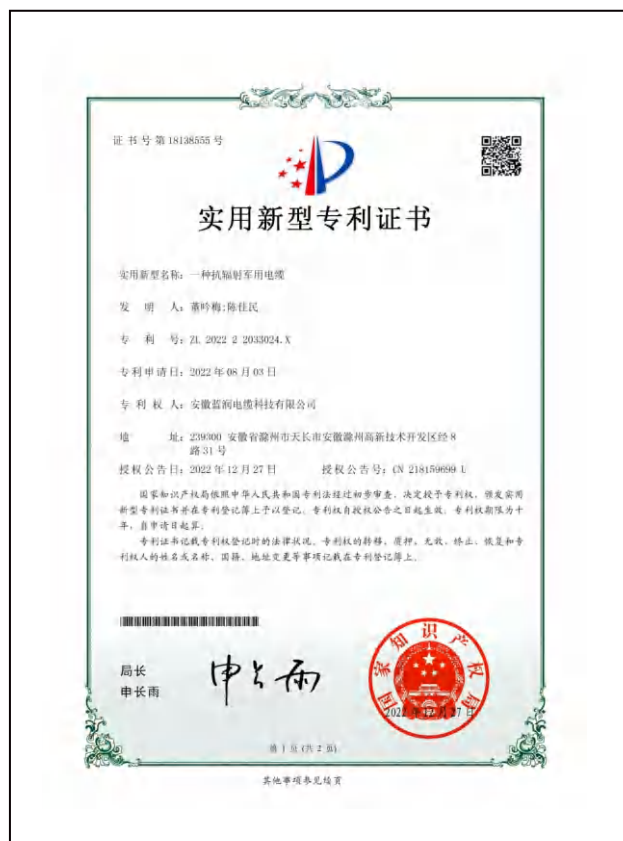 证书号第18138555号
实用新型专利证书
实用新型名称：一种抗辐射军用电缆
发 明 人：董吟梅;陈佳民
专 利 号：ZL 2022 2 2033024.X
专利申请日：2022年08月03日
专 利 权 人：安徽蓝润电缆科技有限公司
地 址：239300 安徽省滁州市天长市安徽滁州高新技术开发区经8
路31号
授权公告日：2022年12月27日 授权公告号：CN 218159699 U
国家知识产权局依照中华人民共和国专利法经过初步审查，决定授予专利权，颁发实用
新型专利证书并在专利登记簿上予以登记。专利权自授权公告之日起生效。专利权期限为十
年，自申请日起算。
专利证书记载专利权登记时的法律状况。专利权的转移、质押、无效、终止、恢复和专
利权人的姓名或名称、国籍、地址变更等事项记载在专利登记簿上。
局长
申长雨
申长雨
国家知识产权局
2022年12月27日
第 1 页 (共 2 页)
其他事项参见续页